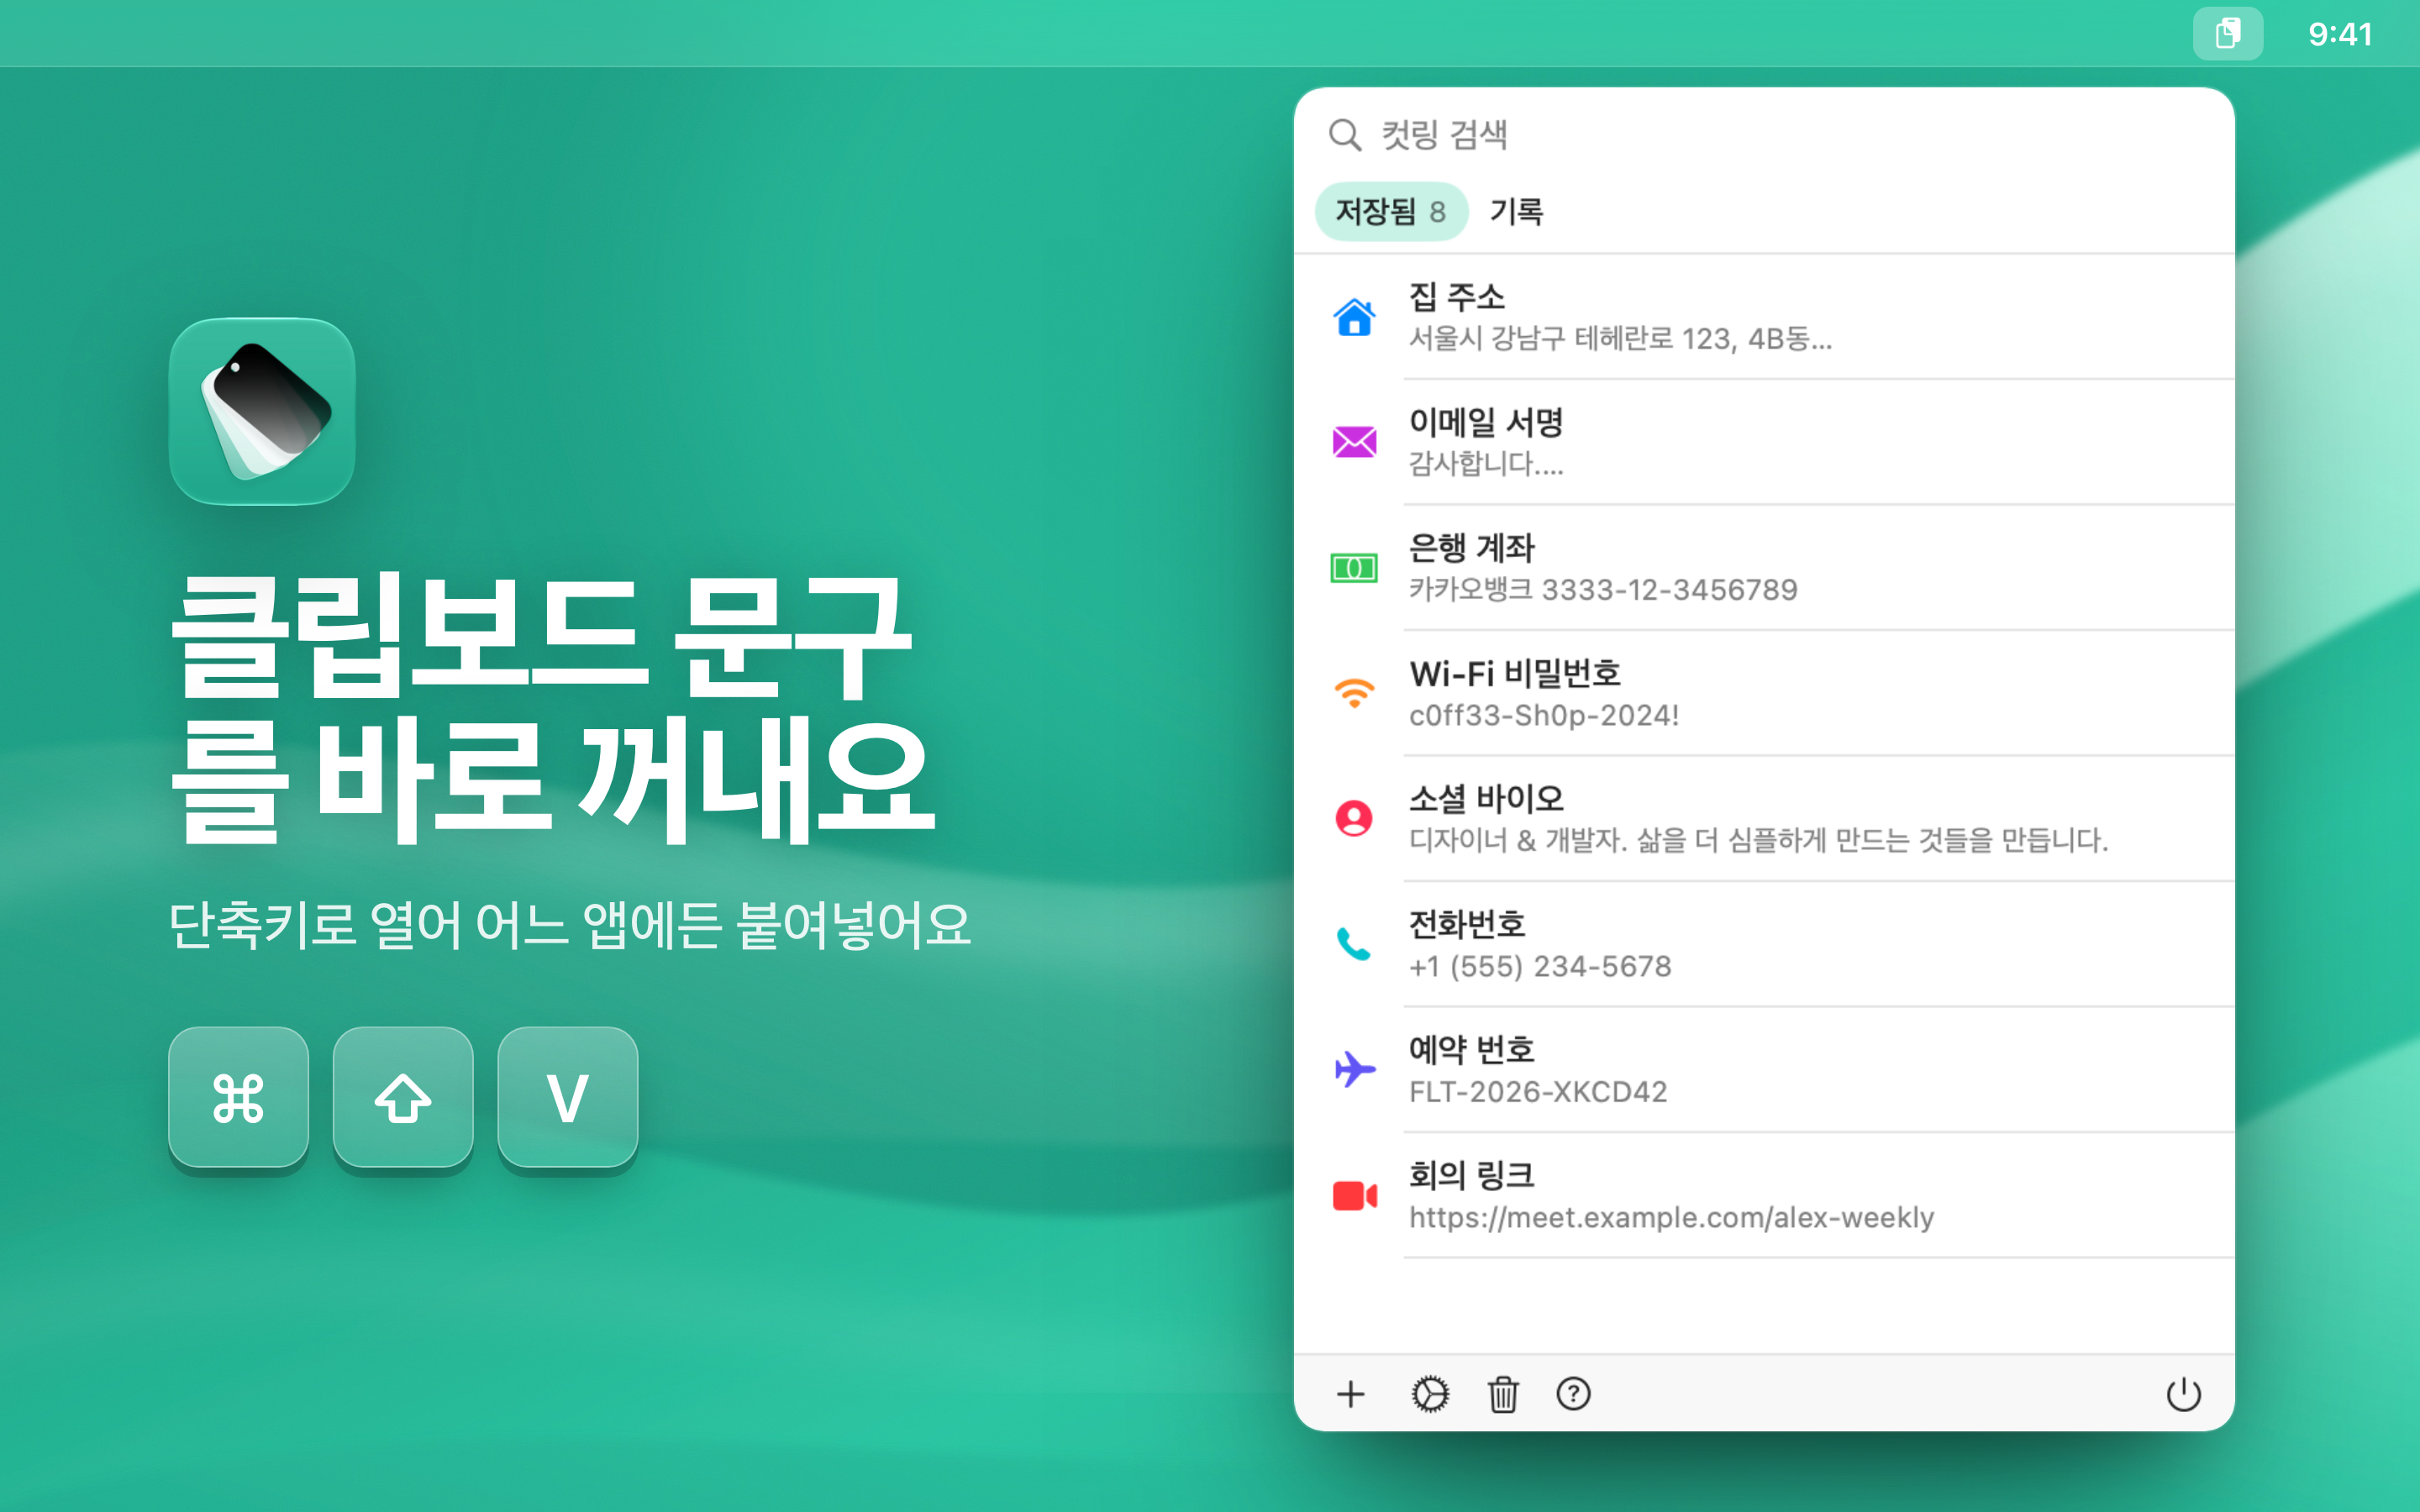 9:41
클립보드 문구
를 바로 꺼내요
단축키로 열어 어느 앱에든 붙여넣어요
⌘ ⇧ V
컷링 검색
저장됨 8 기록
집 주소
서울시 강남구 테헤란로 123, 4B동...
이메일 서명
감사합니다....
은행 계좌
카카오뱅크 3333-12-3456789
Wi-Fi 비밀번호
c0ff33-Sh0p-2024!
소셜 바이오
디자이너 & 개발자. 삶을 더 심플하게 만드는 것들을 만듭니다.
전화번호
+1 (555) 234-5678
예약 번호
FLT-2026-XKCD42
회의 링크
https://meet.example.com/alex-weekly